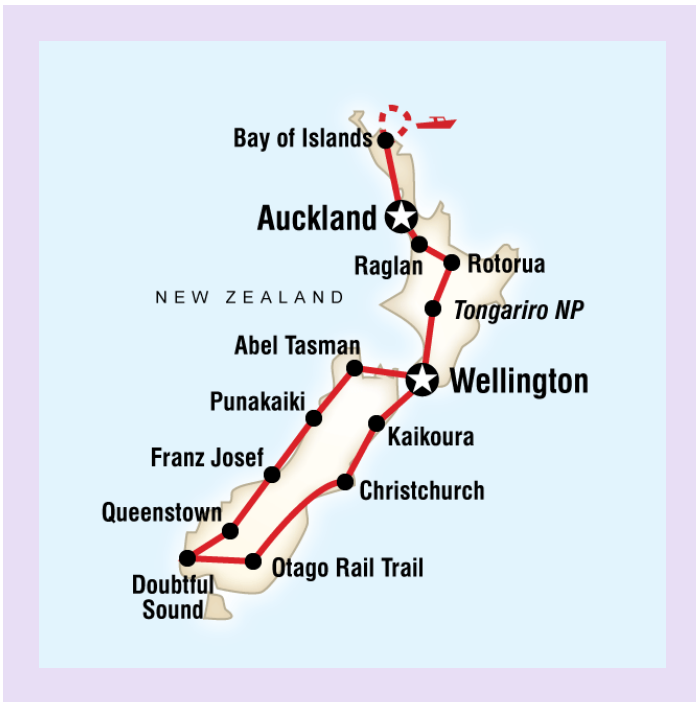 Bay of Islands
Auckland
Raglan
Rotorua
NEW ZEALAND
Tongariro NP
Abel Tasman
Wellington
Punakaiki
Kaikoura
Franz Josef
Christchurch
Queenstown
Otago Rail Trail
Doubtful
Sound